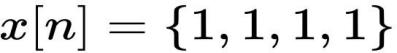 x[n] = {1, 1, 1, 1}